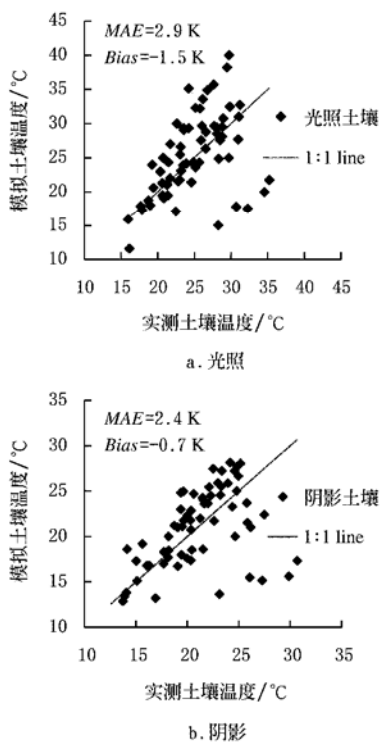 MAE=2.9 K
Bias=-1.5 K
45
40
35
30
25
20
15
10
模拟土壤温度/℃
光照土壤
1:1 line
10 15 20 25 30 35 40 45
实测土壤温度/℃
a.光照
MAE=2.4 K
Bias=-0.7 K
35
30
25
20
15
10
模拟土壤温度/℃
阴影土壤
1:1 line
10 15 20 25 30 35
实测土壤温度/℃
b.阴影